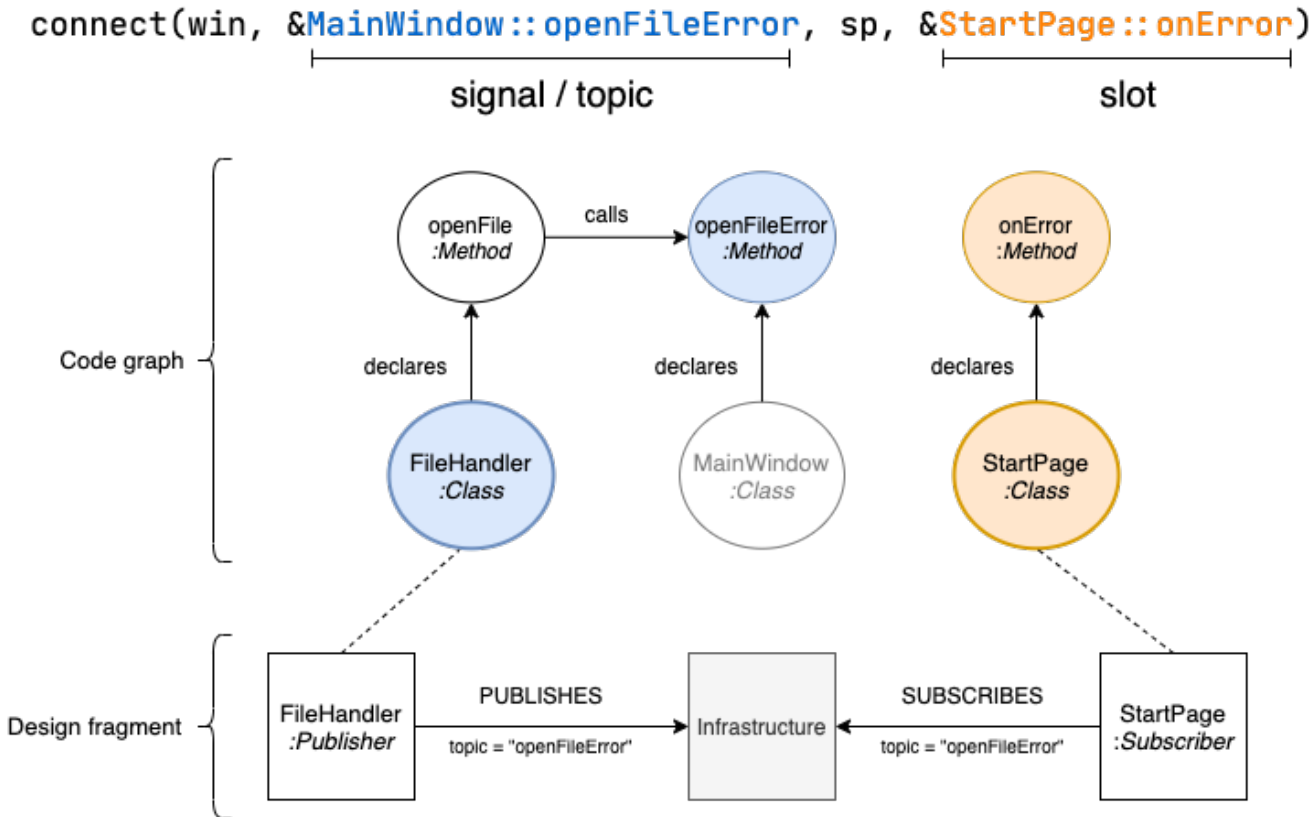 connect(win, &MainWindow::openFileError, sp, &StartPage::onError)
signal / topic
slot
openFile
:Method
calls
openFileError
:Method
onError
:Method
Code graph
declares
declares
declares
FileHandler
:Class
MainWindow
:Class
StartPage
:Class
Design fragment
FileHandler
:Publisher
PUBLISHES
topic = "openFileError"
Infrastructure
SUBSCRIBES
topic = "openFileError"
StartPage
:Subscriber